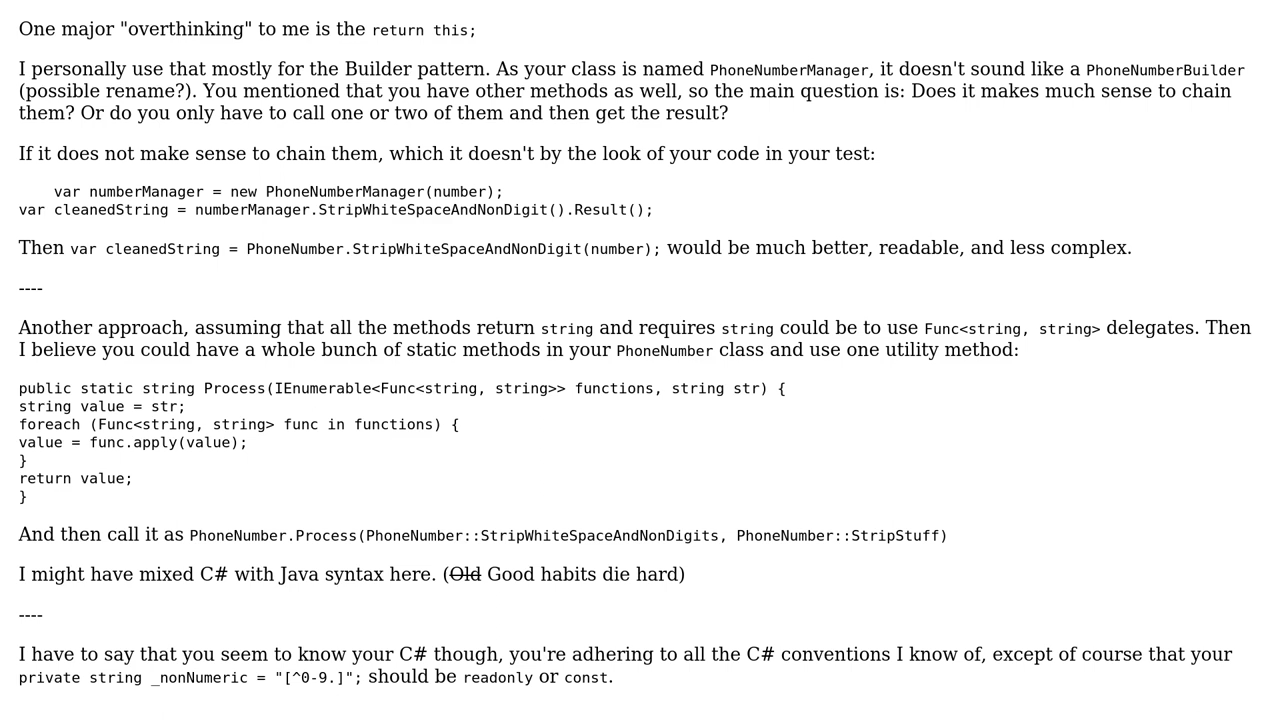 One major "overthinking" to me is the return this;
I personally use that mostly for the Builder pattern. As your class is named PhoneNumberManager, it doesn't sound like a PhoneNumberBuilder
(possible rename?). You mentioned that you have other methods as well, so the main question is: Does it makes much sense to chain
them? Or do you only have to call one or two of them and then get the result?
If it does not make sense to chain them, which it doesn't by the look of your code in your test:
    var numberManager = new PhoneNumberManager(number);
var cleanedString = numberManager.StripWhiteSpaceAndNonDigit().Result();
Then var cleanedString = PhoneNumber.StripWhiteSpaceAndNonDigit(number); would be much better, readable, and less complex.
----
Another approach, assuming that all the methods return string and requires string could be to use Func<string, string> delegates. Then
I believe you could have a whole bunch of static methods in your PhoneNumber class and use one utility method:
public static string Process(IEnumerable<Func<string, string>> functions, string str) {
string value = str;
foreach (Func<string, string> func in functions) {
value = func.apply(value);
}
return value;
}
And then call it as PhoneNumber.Process(PhoneNumber::StripWhiteSpaceAndNonDigits, PhoneNumber::StripStuff)
I might have mixed C# with Java syntax here. (Old Good habits die hard)
----
I have to say that you seem to know your C# though, you're adhering to all the C# conventions I know of, except of course that your
private string _nonNumeric = "[^0-9.]"; should be readonly or const.